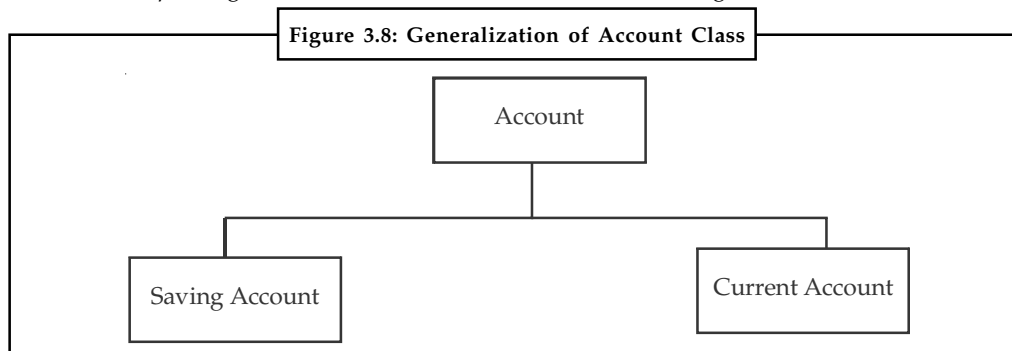 Figure 3.8: Generalization of Account Class
Account
Saving Account
Current Account